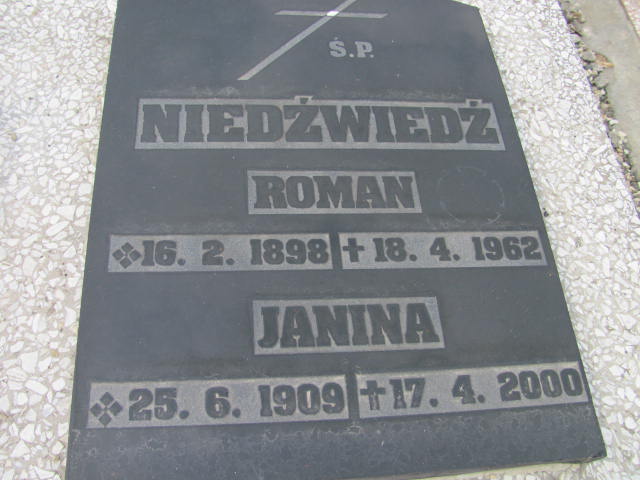 Ś.P.
NIEDŹWIEDŹ
ROMAN
16. 2. 1898 ✝ 18. 4. 1962
JANINA
25. 6. 1909 ✝ 17. 4. 2000